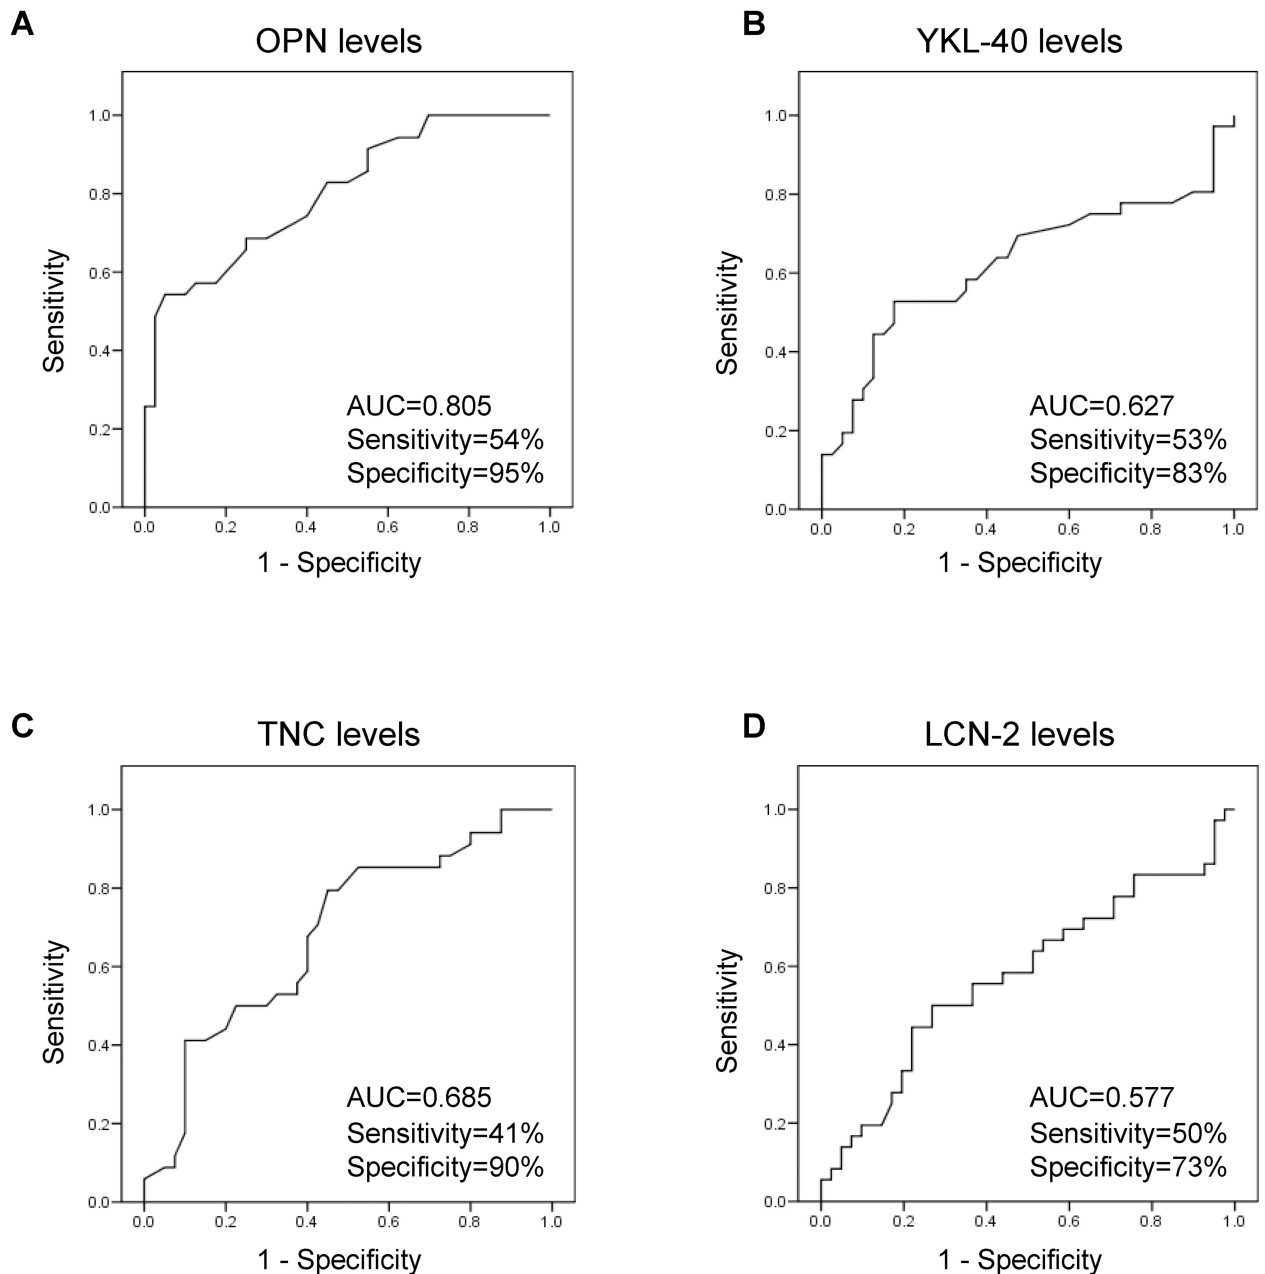 A
OPN levels
Sensitivity
1.0
0.8
0.6
0.4
0.2
0.0
AUC=0.805
Sensitivity=54%
Specificity=95%
0.0 0.2 0.4 0.6 0.8 1.0
1 - Specificity
B
YKL-40 levels
Sensitivity
1.0
0.8
0.6
0.4
0.2
0.0
AUC=0.627
Sensitivity=53%
Specificity=83%
0.0 0.2 0.4 0.6 0.8 1.0
1 - Specificity
C
TNC levels
Sensitivity
1.0
0.8
0.6
0.4
0.2
0.0
AUC=0.685
Sensitivity=41%
Specificity=90%
0.0 0.2 0.4 0.6 0.8 1.0
1 - Specificity
D
LCN-2 levels
Sensitivity
1.0
0.8
0.6
0.4
0.2
0.0
AUC=0.577
Sensitivity=50%
Specificity=73%
0.0 0.2 0.4 0.6 0.8 1.0
1 - Specificity